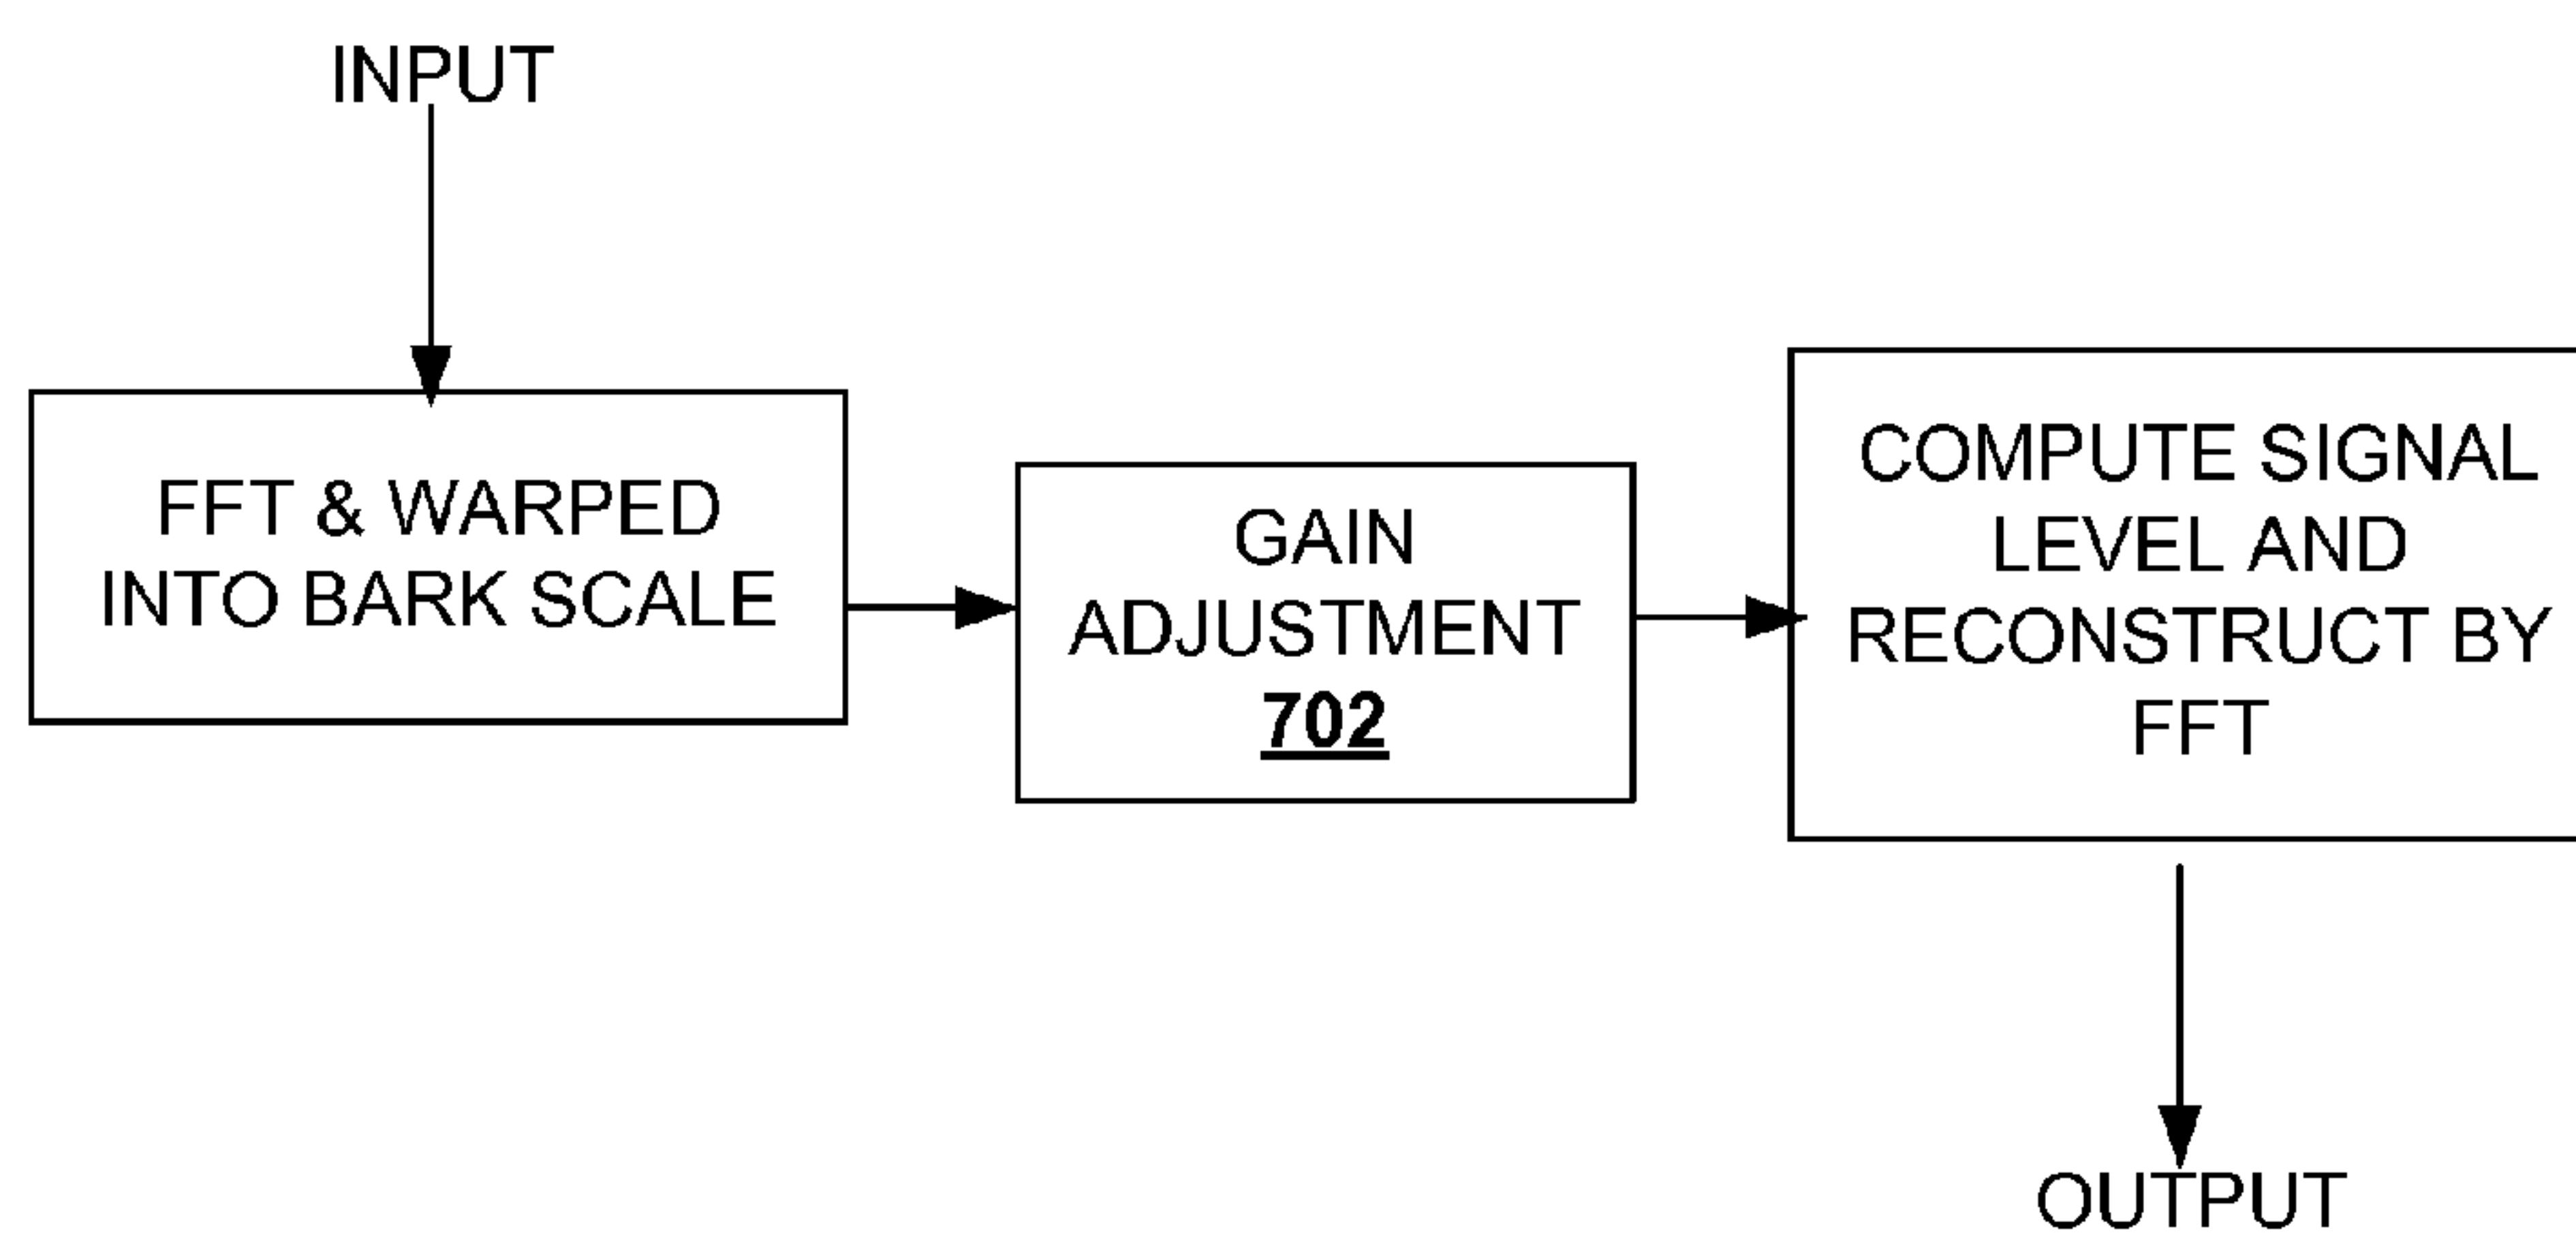 INPUT
FFT & WARPED
INTO BARK SCALE
GAIN
ADJUSTMENT
702
COMPUTE SIGNAL
LEVEL AND
RECONSTRUCT BY
FFT
OUTPUT